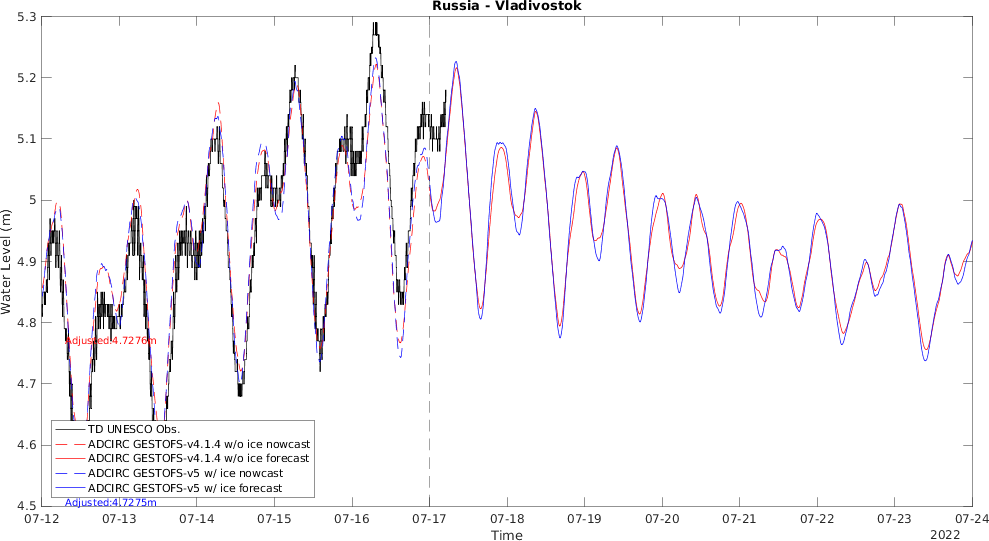 Russia - Vladivostok
5.3
5.2
5.1
5
4.9
4.8
4.7
4.6
4.5
Water Level (m)
Adjusted:4.7276m
TD UNESCO Obs.
ADCIRC GESTOFS-v4.1.4 w/o ice nowcast
ADCIRC GESTOFS-v4.1.4 w/o ice forecast
ADCIRC GESTOFS-v5 w/ ice nowcast
ADCIRC GESTOFS-v5 w/ ice forecast
Adjusted:4.7275m
07-12 07-13 07-14 07-15 07-16 07-17 07-18 07-19 07-20 07-21 07-22 07-23 07-24
Time
2022